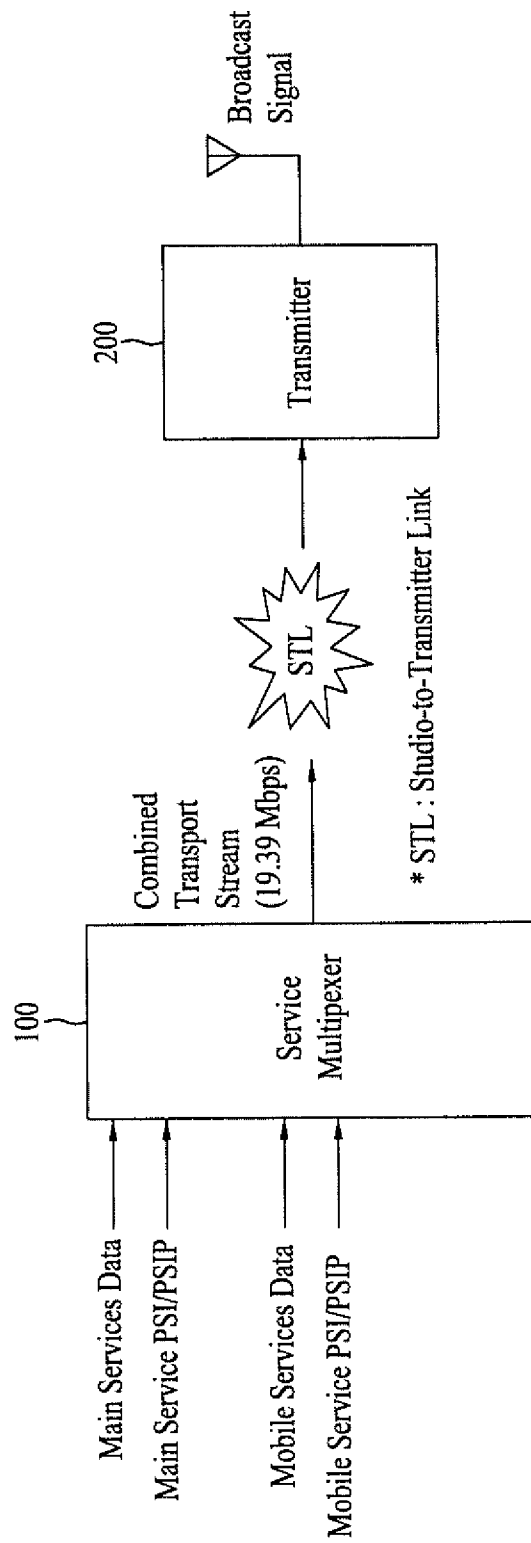 Main Services Data
Main Service PSI/PSIP
Mobile Services Data
Mobile Service PSI/PSIP
100
Service
Multipexer
Combined
Transport
Stream
(19.39 Mbps)
STL
200
Transmitter
Broadcast
Signal
* STL : Studio-to-Transmitter Link